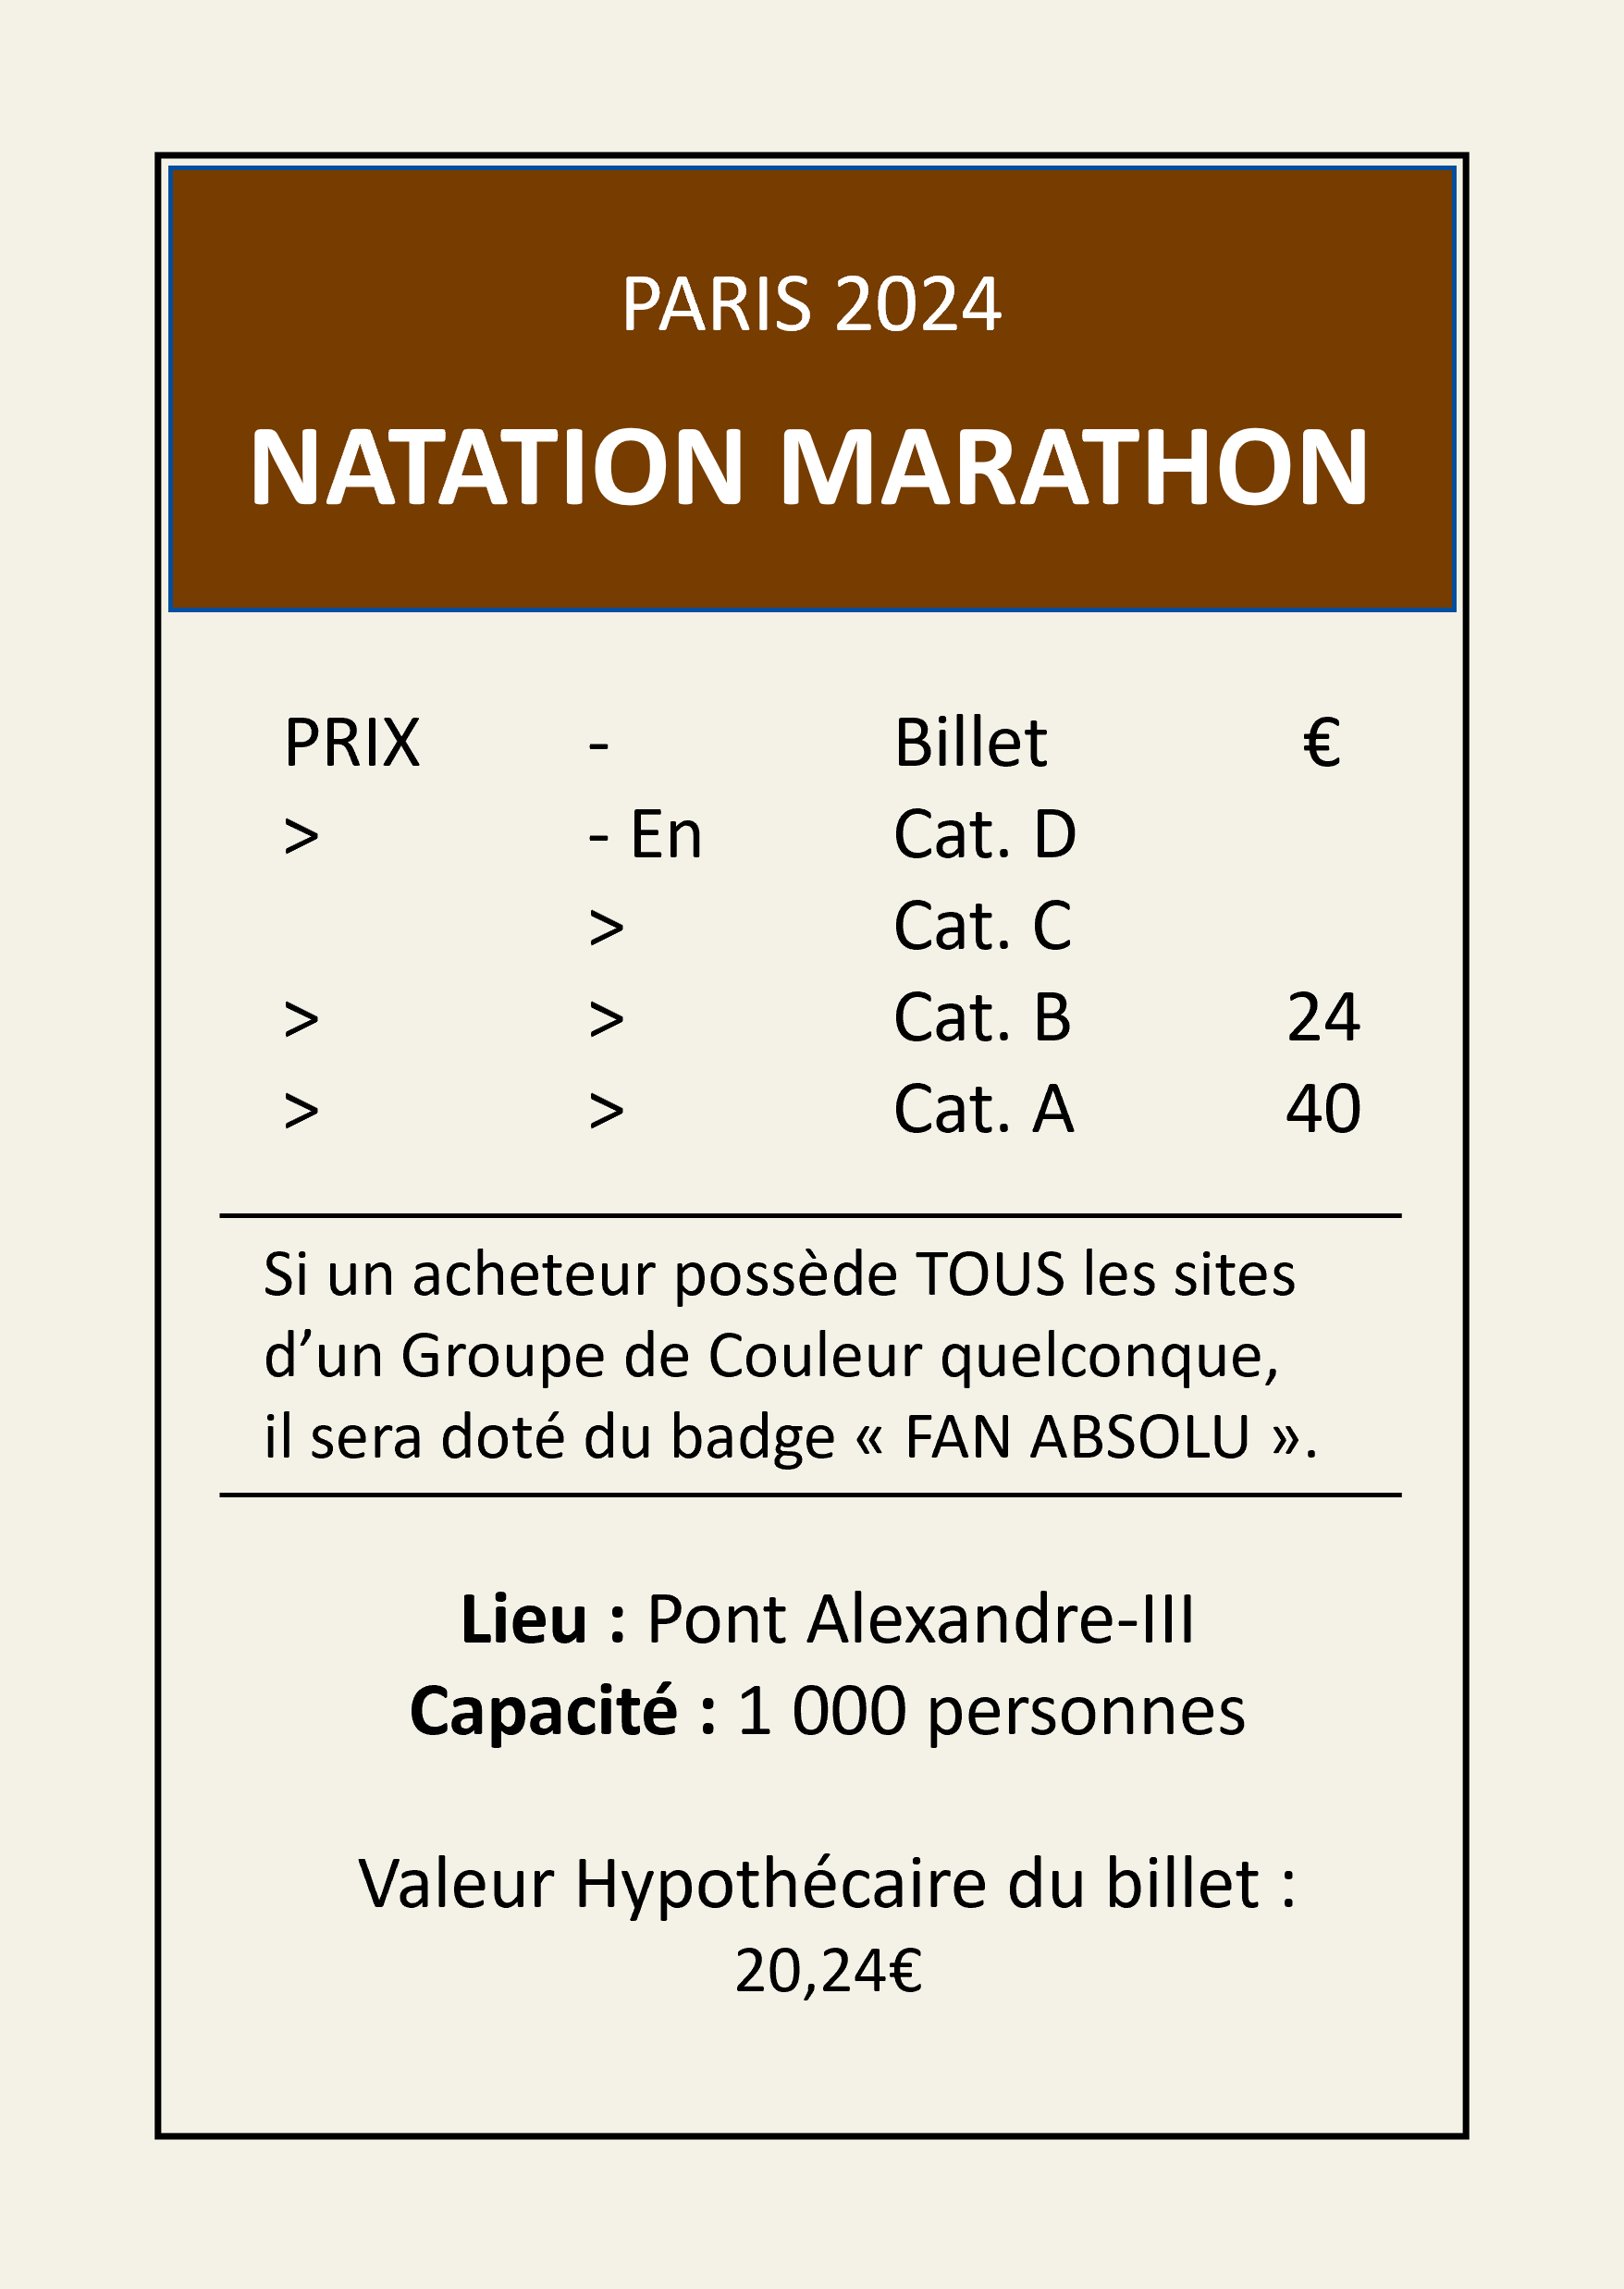 PARIS 2024
NATATION MARATHON
PRIX - Billet €
> - En Cat. D
> Cat. C
> > Cat. B 24
> > Cat. A 40
Si un acheteur possède TOUS les sites
d’un Groupe de Couleur quelconque,
il sera doté du badge « FAN ABSOLU ».
Lieu : Pont Alexandre-III
Capacité : 1 000 personnes
Valeur Hypothécaire du billet :
20,24€